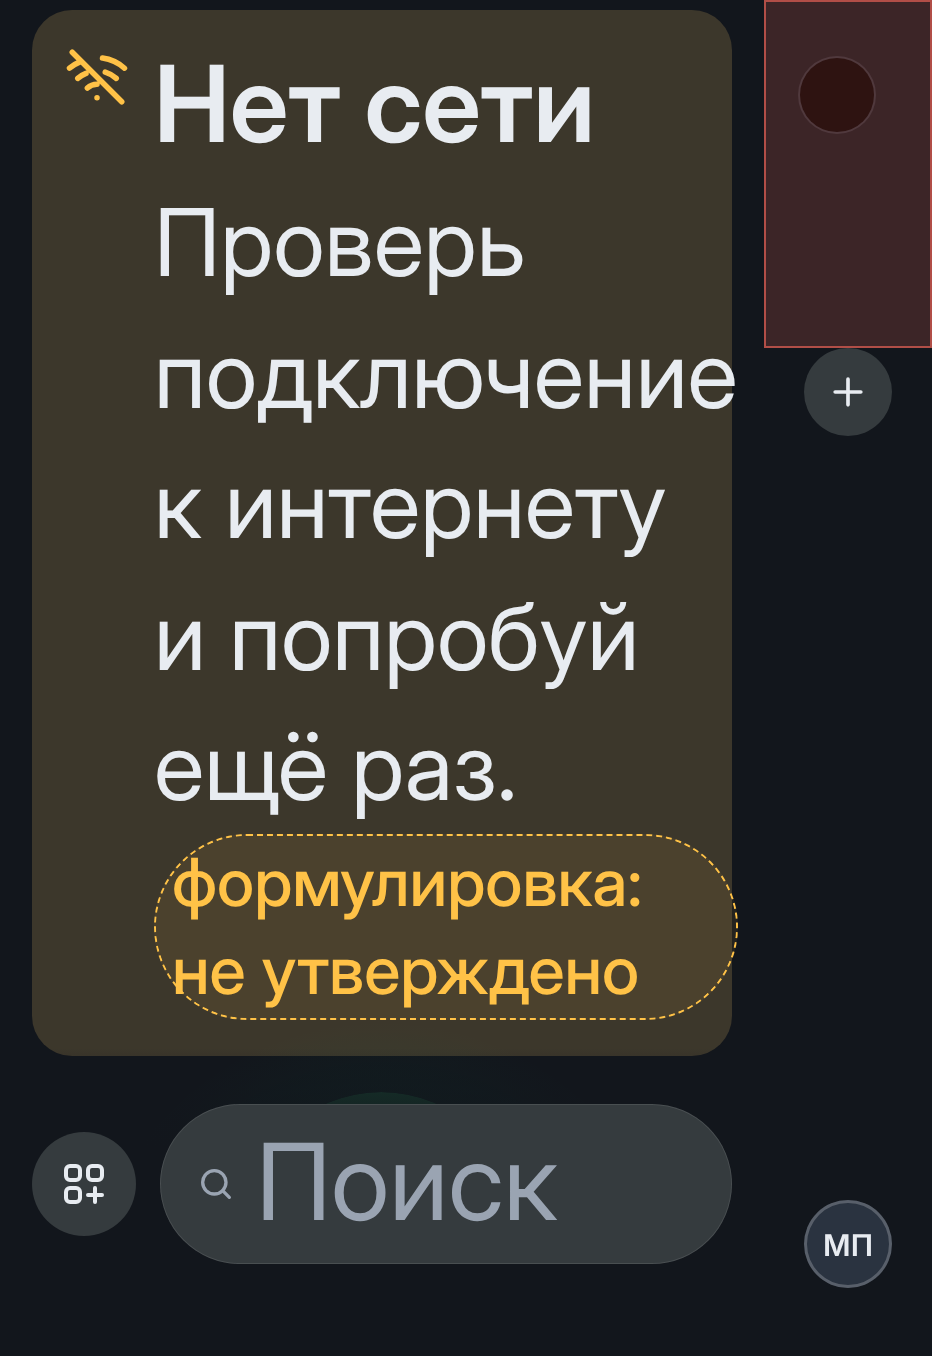 Нет сети
Проверь
подключение
к интернету
и попробуй
ещё раз.
формулировка:
не утверждено
Поиск
МП